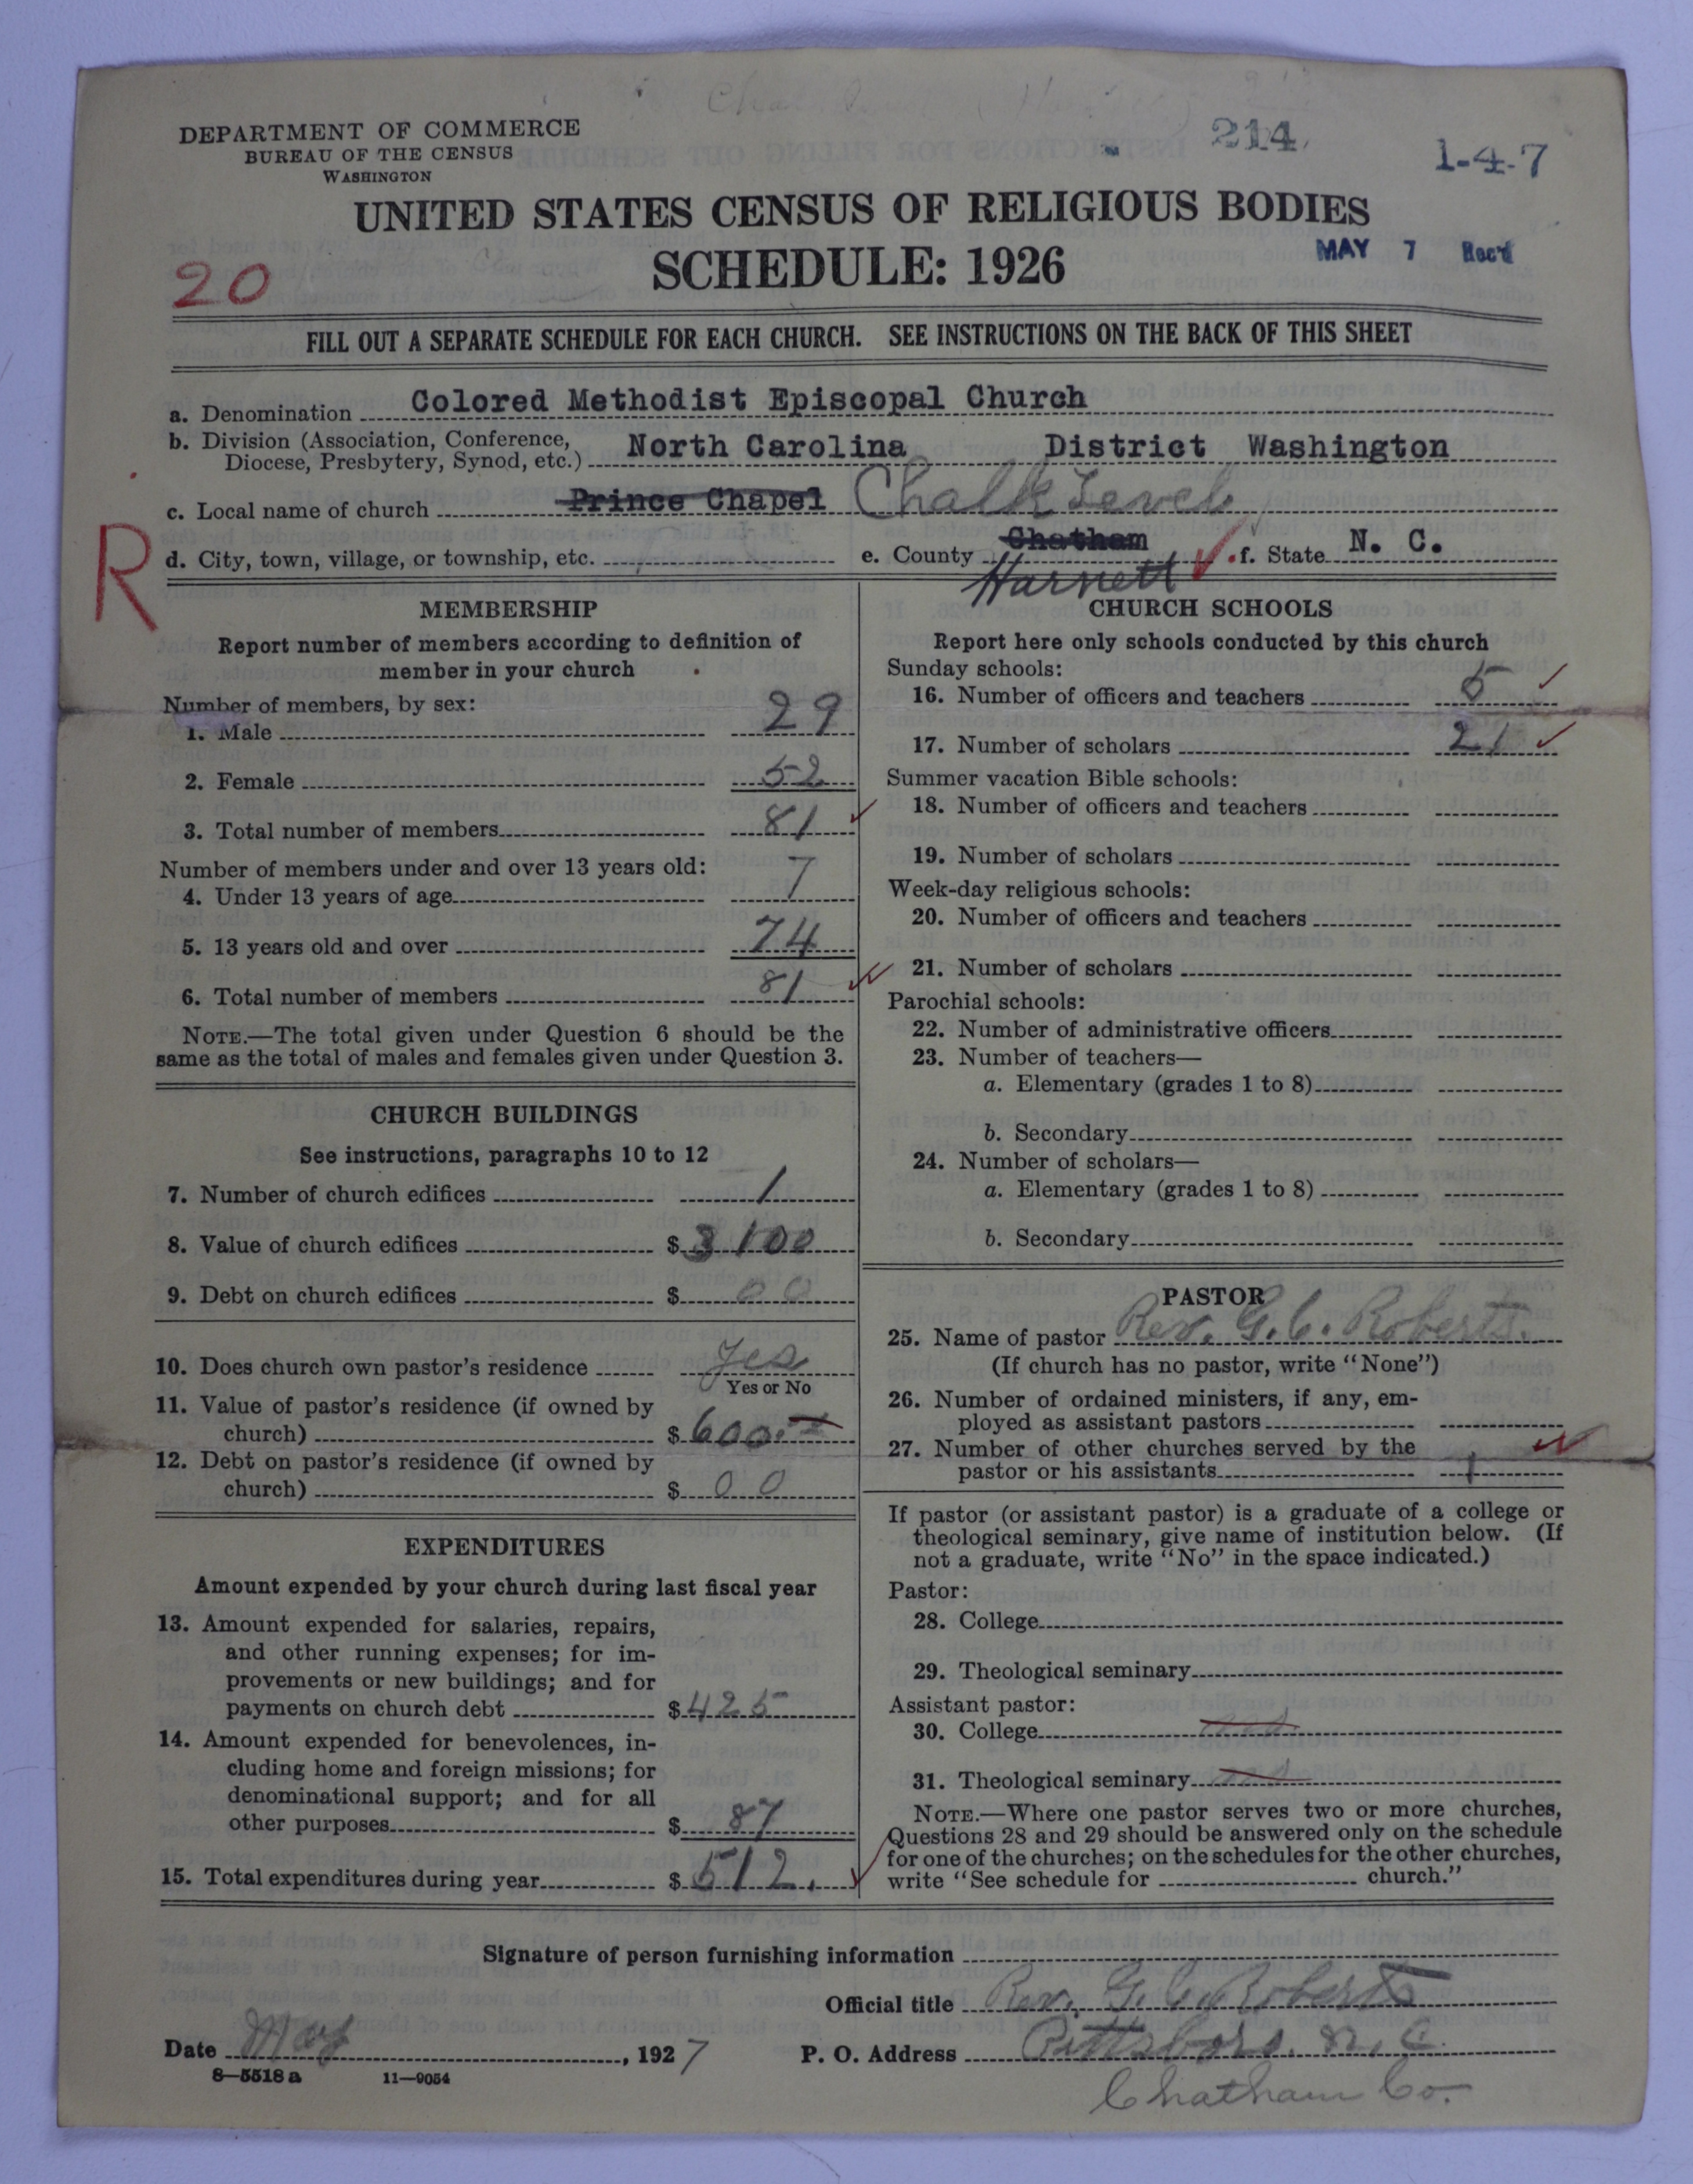 DEPARTMENT OF COMMERCE
BUREAU OF THE CENSUS
WASHINGTON
214
1-4-7
UNITED STATES CENSUS OF RELIGIOUS BODIES
SCHEDULE: 1926
MAY 7 Rec'd
20
FILL OUT A SEPARATE SCHEDULE FOR EACH CHURCH. SEE INSTRUCTIONS ON THE BACK OF THIS SHEET
a. Denomination Colored Methodist Episcopal Church
b. Division (Association, Conference, Diocese, Presbytery, Synod, etc.) North Carolina District Washington
c. Local name of church Prince Chapel Chalk Level
R
d. City, town, village, or township, etc. e. County Chatham Harnett f. State N. C.
MEMBERSHIP
Report number of members according to definition of
member in your church
Number of members, by sex:
1. Male 29
2. Female 52
3. Total number of members 81
Number of members under and over 13 years old:
4. Under 13 years of age 7
5. 13 years old and over 74
6. Total number of members 81
NOTE.—The total given under Question 6 should be the
same as the total of males and females given under Question 3.
CHURCH BUILDINGS
See instructions, paragraphs 10 to 12
7. Number of church edifices 1
8. Value of church edifices $3100
9. Debt on church edifices $00
10. Does church own pastor's residence Yes
Yes or No
11. Value of pastor's residence (if owned by
church) $600.
12. Debt on pastor's residence (if owned by
church) $00
EXPENDITURES
Amount expended by your church during last fiscal year
13. Amount expended for salaries, repairs,
and other running expenses; for im-
provements or new buildings; and for
payments on church debt $425
14. Amount expended for benevolences, in-
cluding home and foreign missions; for
denominational support; and for all
other purposes $87
15. Total expenditures during year $512.
CHURCH SCHOOLS
Report here only schools conducted by this church
Sunday schools:
16. Number of officers and teachers 5
17. Number of scholars 21
Summer vacation Bible schools:
18. Number of officers and teachers
19. Number of scholars
Week-day religious schools:
20. Number of officers and teachers
21. Number of scholars
Parochial schools:
22. Number of administrative officers
23. Number of teachers—
a. Elementary (grades 1 to 8)
b. Secondary
24. Number of scholars—
a. Elementary (grades 1 to 8)
b. Secondary
PASTOR
25. Name of pastor Rev. G. C. Roberts.
(If church has no pastor, write "None")
26. Number of ordained ministers, if any, em-
ployed as assistant pastors
27. Number of other churches served by the
pastor or his assistants 1
If pastor (or assistant pastor) is a graduate of a college or
theological seminary, give name of institution below. (If
not a graduate, write "No" in the space indicated.)
Pastor:
28. College
29. Theological seminary
Assistant pastor:
30. College
31. Theological seminary
NOTE.—Where one pastor serves two or more churches,
Questions 28 and 29 should be answered only on the schedule
for one of the churches; on the schedules for the other churches,
write "See schedule for church."
Signature of person furnishing information
Official title Rev. G. C. Roberts
Date May, 1927 P. O. Address Pittsboro. N. C.
8—5518a 11—9054
Chatham Co.